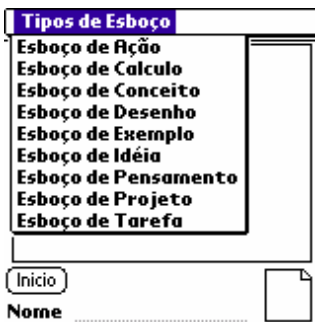 Tipos de Esboço
Esboço de Ação
Esboço de Calculo
Esboço de Conceito
Esboço de Desenho
Esboço de Exemplo
Esboço de Idéia
Esboço de Pensamento
Esboço de Projeto
Esboço de Tarefa
Inicio
Nome